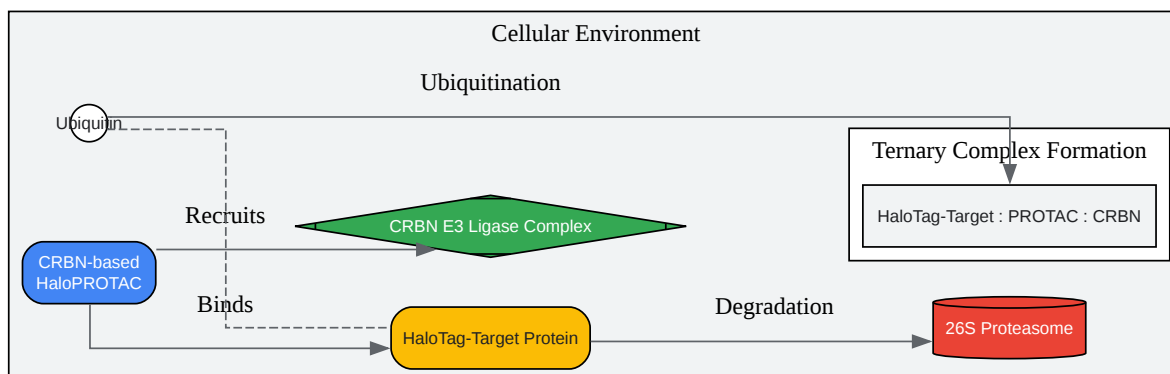 Cellular Environment
Ubiquitination
Ubiquitin
Ternary Complex Formation
HaloTag-Target : PROTAC : CRBN
Recruits
CRBN E3 Ligase Complex
CRBN-based
HaloPROTAC
Binds
Degradation
HaloTag-Target Protein
26S Proteasome